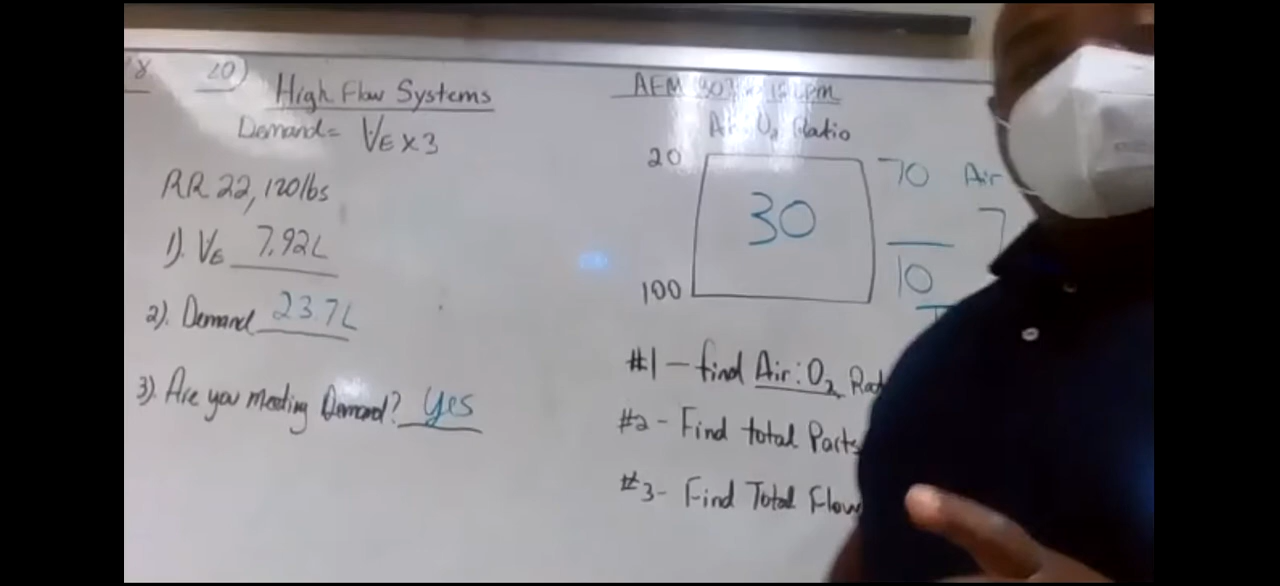 8 20)
High Flow Systems
Demand = V̇E x 3
RR 22, 120lbs
1). VE 7.92L
2). Demand 23.7L
3). Are you meeting Demand? Yes
Air:O2 Ratio
20
30
100
70 Air
7
10
#1 - find Air:O2
#2 - Find total Parts
#3 - Find Total Flow